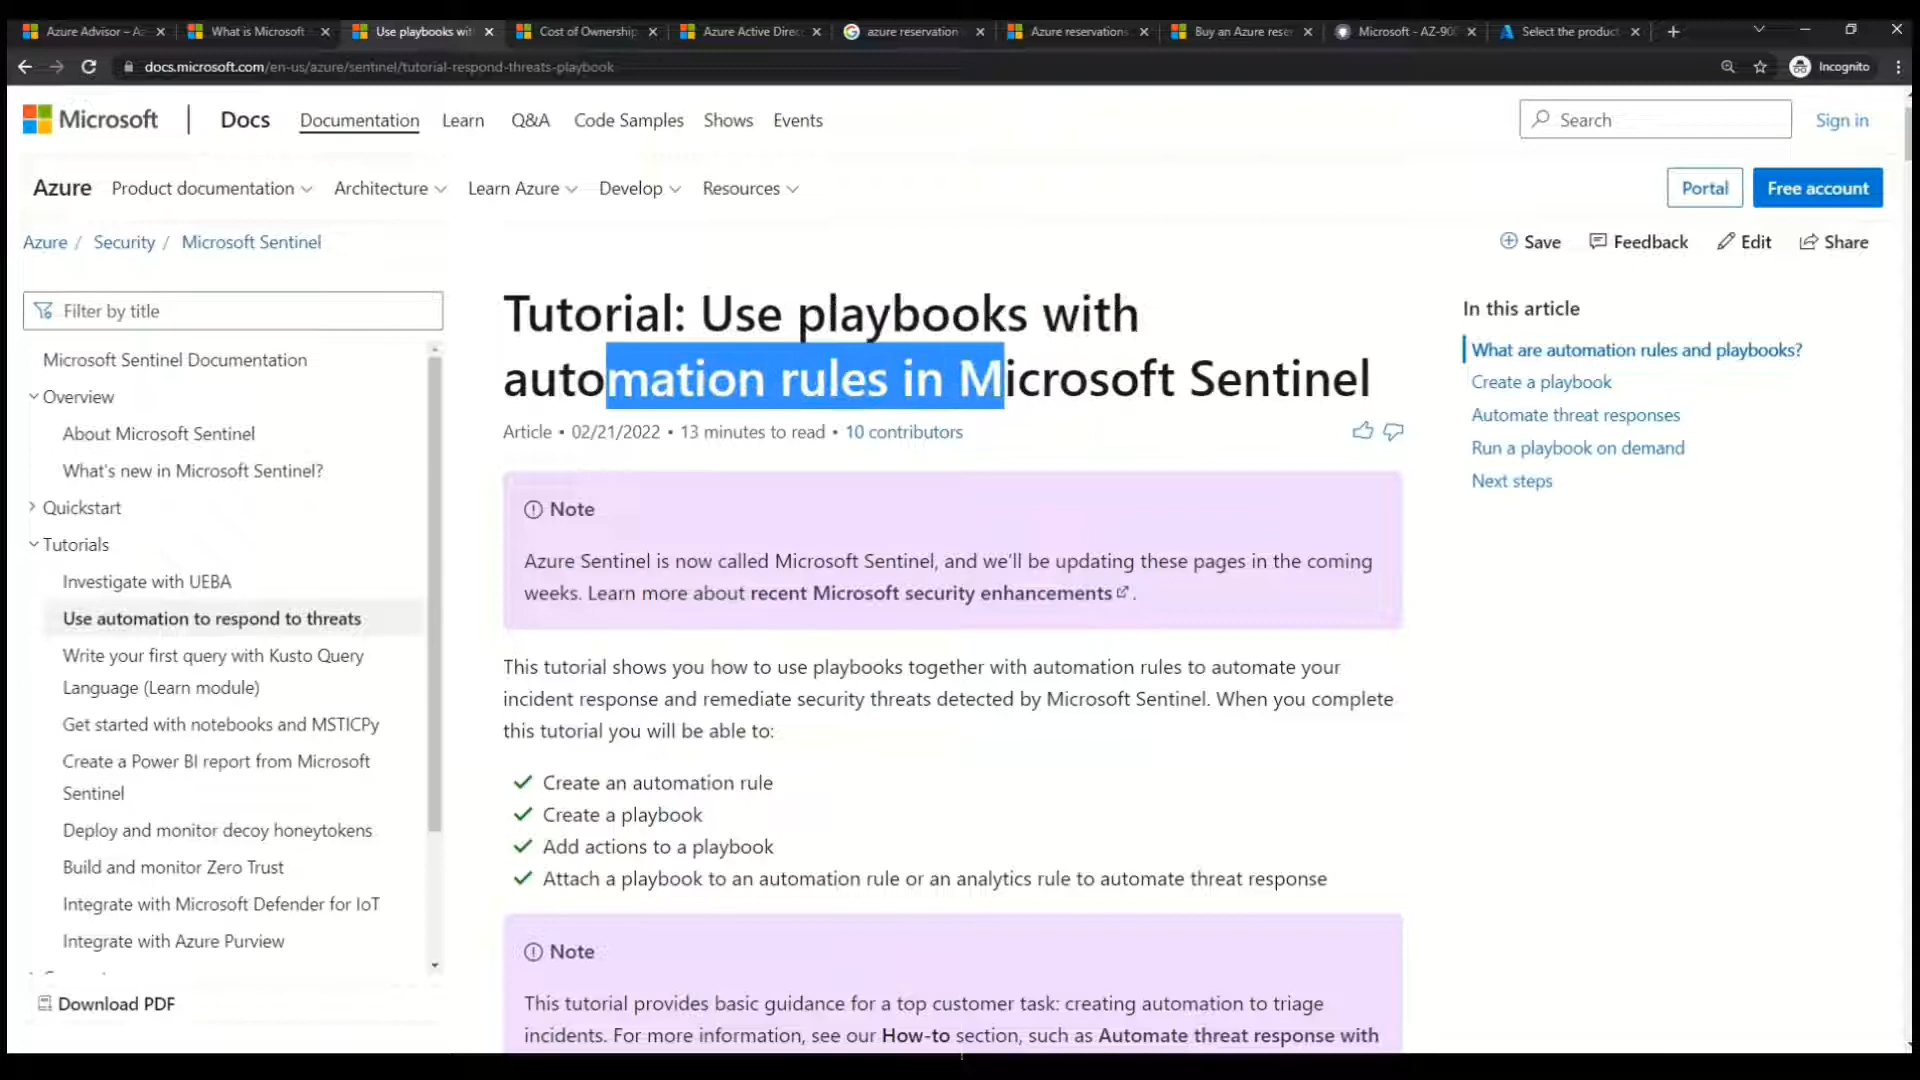 Azure Advisor – A
What is Microsoft
Use playbooks wit
Cost of Ownership
Azure Active Direc
azure reservation
Azure reservations
Buy an Azure rese
Microsoft - AZ-90
Select the product
docs.microsoft.com/en-us/azure/sentinel/tutorial-respond-threats-playbook
Incognito
Microsoft
Docs
Documentation
Learn
Q&A
Code Samples
Shows
Events
Search
Sign in
Azure
Product documentation
Architecture
Learn Azure
Develop
Resources
Portal
Free account
Azure / Security / Microsoft Sentinel
Save
Feedback
Edit
Share
Filter by title
Microsoft Sentinel Documentation
Overview
About Microsoft Sentinel
What's new in Microsoft Sentinel?
Quickstart
Tutorials
Investigate with UEBA
Use automation to respond to threats
Write your first query with Kusto Query
Language (Learn module)
Get started with notebooks and MSTICPy
Create a Power BI report from Microsoft
Sentinel
Deploy and monitor decoy honeytokens
Build and monitor Zero Trust
Integrate with Microsoft Defender for IoT
Integrate with Azure Purview
Download PDF
Tutorial: Use playbooks with
automation rules in Microsoft Sentinel
Article • 02/21/2022 • 13 minutes to read • 10 contributors
Note
Azure Sentinel is now called Microsoft Sentinel, and we'll be updating these pages in the coming
weeks. Learn more about recent Microsoft security enhancements.
This tutorial shows you how to use playbooks together with automation rules to automate your
incident response and remediate security threats detected by Microsoft Sentinel. When you complete
this tutorial you will be able to:
Create an automation rule
Create a playbook
Add actions to a playbook
Attach a playbook to an automation rule or an analytics rule to automate threat response
Note
This tutorial provides basic guidance for a top customer task: creating automation to triage
incidents. For more information, see our How-to section, such as Automate threat response with
In this article
What are automation rules and playbooks?
Create a playbook
Automate threat responses
Run a playbook on demand
Next steps